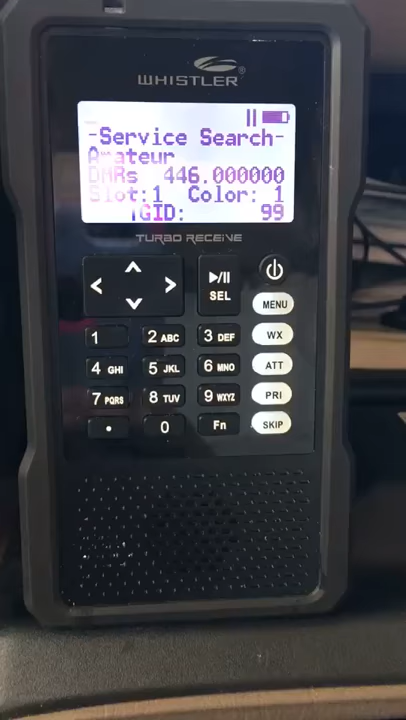 WHISTLER®
-Service Search-
Amateur
DMRs 446.000000
Slot:1 Color: 1
TGID: 99
TURBO RECEIVE
SEL
MENU
1 2 ABC 3 DEF WX
4 GHI 5 JKL 6 MNO ATT
7 PQRS 8 TUV 9 WXYZ PRI
• 0 Fn SKIP